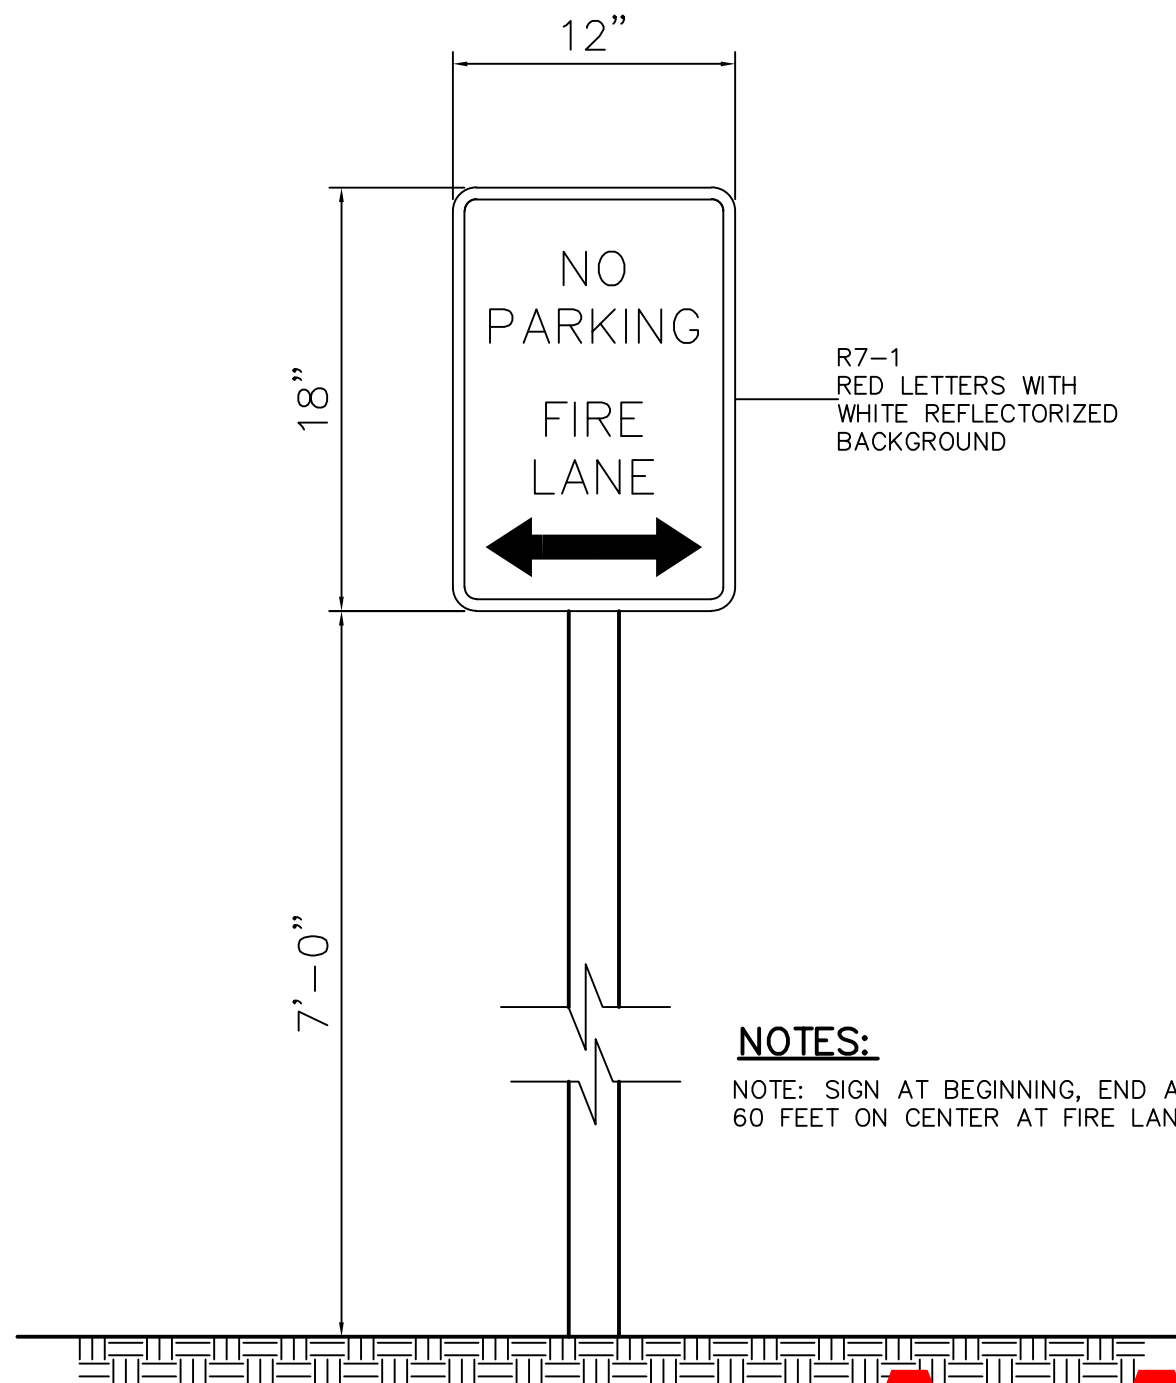 12”
NO
PARKING
FIRE
LANE
18”
R7-1
RED LETTERS WITH
WHITE REFLECTORIZED
BACKGROUND
7'-0”
NOTES:
NOTE: SIGN AT BEGINNING, END
60 FEET ON CENTER AT FIRE